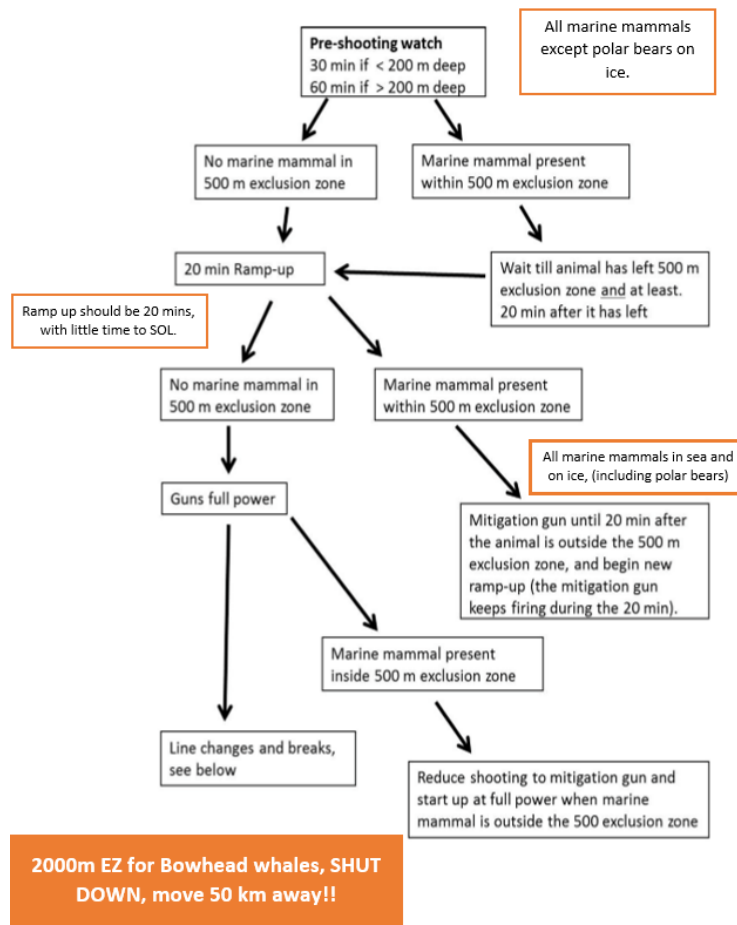 Pre-shooting watch
30 min if < 200 m deep
60 min if > 200 m deep
All marine mammals
except polar bears on
ice.
No marine mammal in
500 m exclusion zone
Marine mammal present
within 500 m exclusion zone
20 min Ramp-up
Wait till animal has left 500 m
exclusion zone and at least.
20 min after it has left
Ramp up should be 20 mins,
with little time to SOL.
No marine mammal in
500 m exclusion zone
Marine mammal present
within 500 m exclusion zone
All marine mammals in sea and
on ice, (including polar bears)
Guns full power
Mitigation gun until 20 min after
the animal is outside the 500 m
exclusion zone, and begin new
ramp-up (the mitigation gun
keeps firing during the 20 min).
Marine mammal present
inside 500 m exclusion zone
Line changes and breaks,
see below
Reduce shooting to mitigation gun and
start up at full power when marine
mammal is outside the 500 exclusion zone
2000m EZ for Bowhead whales, SHUT
DOWN, move 50 km away!!